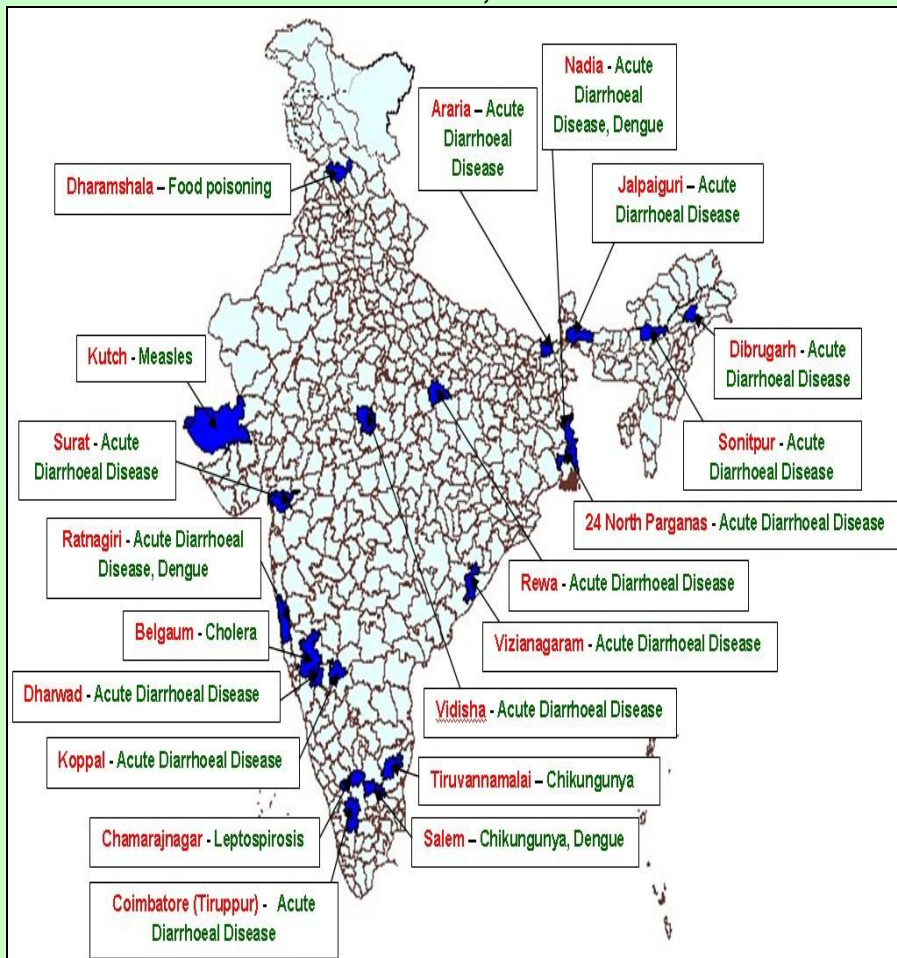 Nadia - Acute
Diarrhoeal
Disease, Dengue
Araria – Acute
Diarrhoeal
Disease
Jalpaiguri – Acute
Diarrhoeal Disease
Dharamshala – Food poisoning
Kutch - Measles
Dibrugarh - Acute
Diarrhoeal Disease
Surat - Acute
Diarrhoeal Disease
Sonitpur - Acute
Diarrhoeal Disease
24 North Parganas - Acute Diarrhoeal Disease
Ratnagiri - Acute Diarrhoeal
Disease, Dengue
Rewa - Acute Diarrhoeal Disease
Belgaum - Cholera
Vizianagaram - Acute Diarrhoeal Disease
Dharwad - Acute Diarrhoeal Disease
Vidisha - Acute Diarrhoeal Disease
Koppal - Acute Diarrhoeal Disease
Tiruvannamalai – Chikungunya
Chamarajnagar - Leptospirosis
Salem – Chikungunya, Dengue
Coimbatore (Tiruppur) - Acute
Diarrhoeal Disease